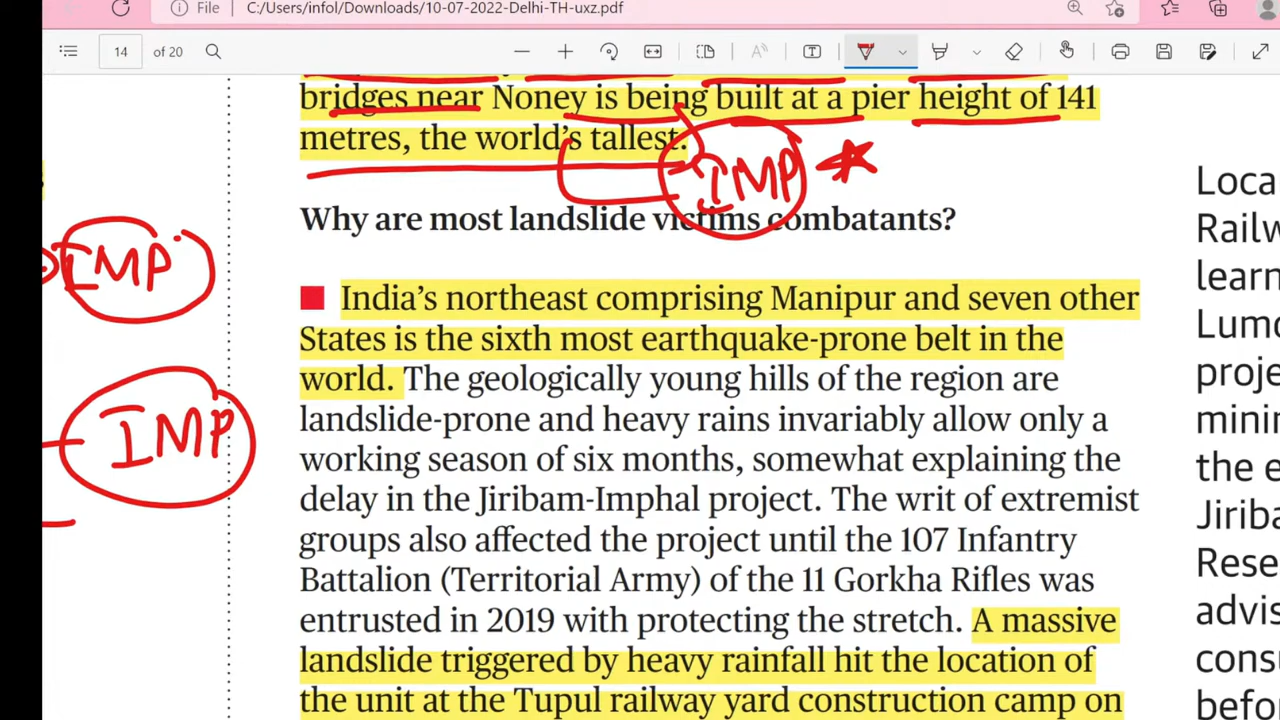 File C:/Users/infol/Downloads/10-07-2022-Delhi-TH-uxz.pdf
14 of 20
bridges near Noney is being built at a pier height of 141
metres, the world's tallest.
IMP
Why are most landslide victims combatants?
IMP
India's northeast comprising Manipur and seven other
States is the sixth most earthquake-prone belt in the
world. The geologically young hills of the region are
landslide-prone and heavy rains invariably allow only a
IMP
working season of six months, somewhat explaining the
delay in the Jiribam-Imphal project. The writ of extremist
groups also affected the project until the 107 Infantry
Battalion (Territorial Army) of the 11 Gorkha Rifles was
entrusted in 2019 with protecting the stretch. A massive
landslide triggered by heavy rainfall hit the location of
the unit at the Tupul railway yard construction camp on
Loca
Railw
learn
Lumd
proje
minin
the e
Jiriba
Rese
advis
consu
before